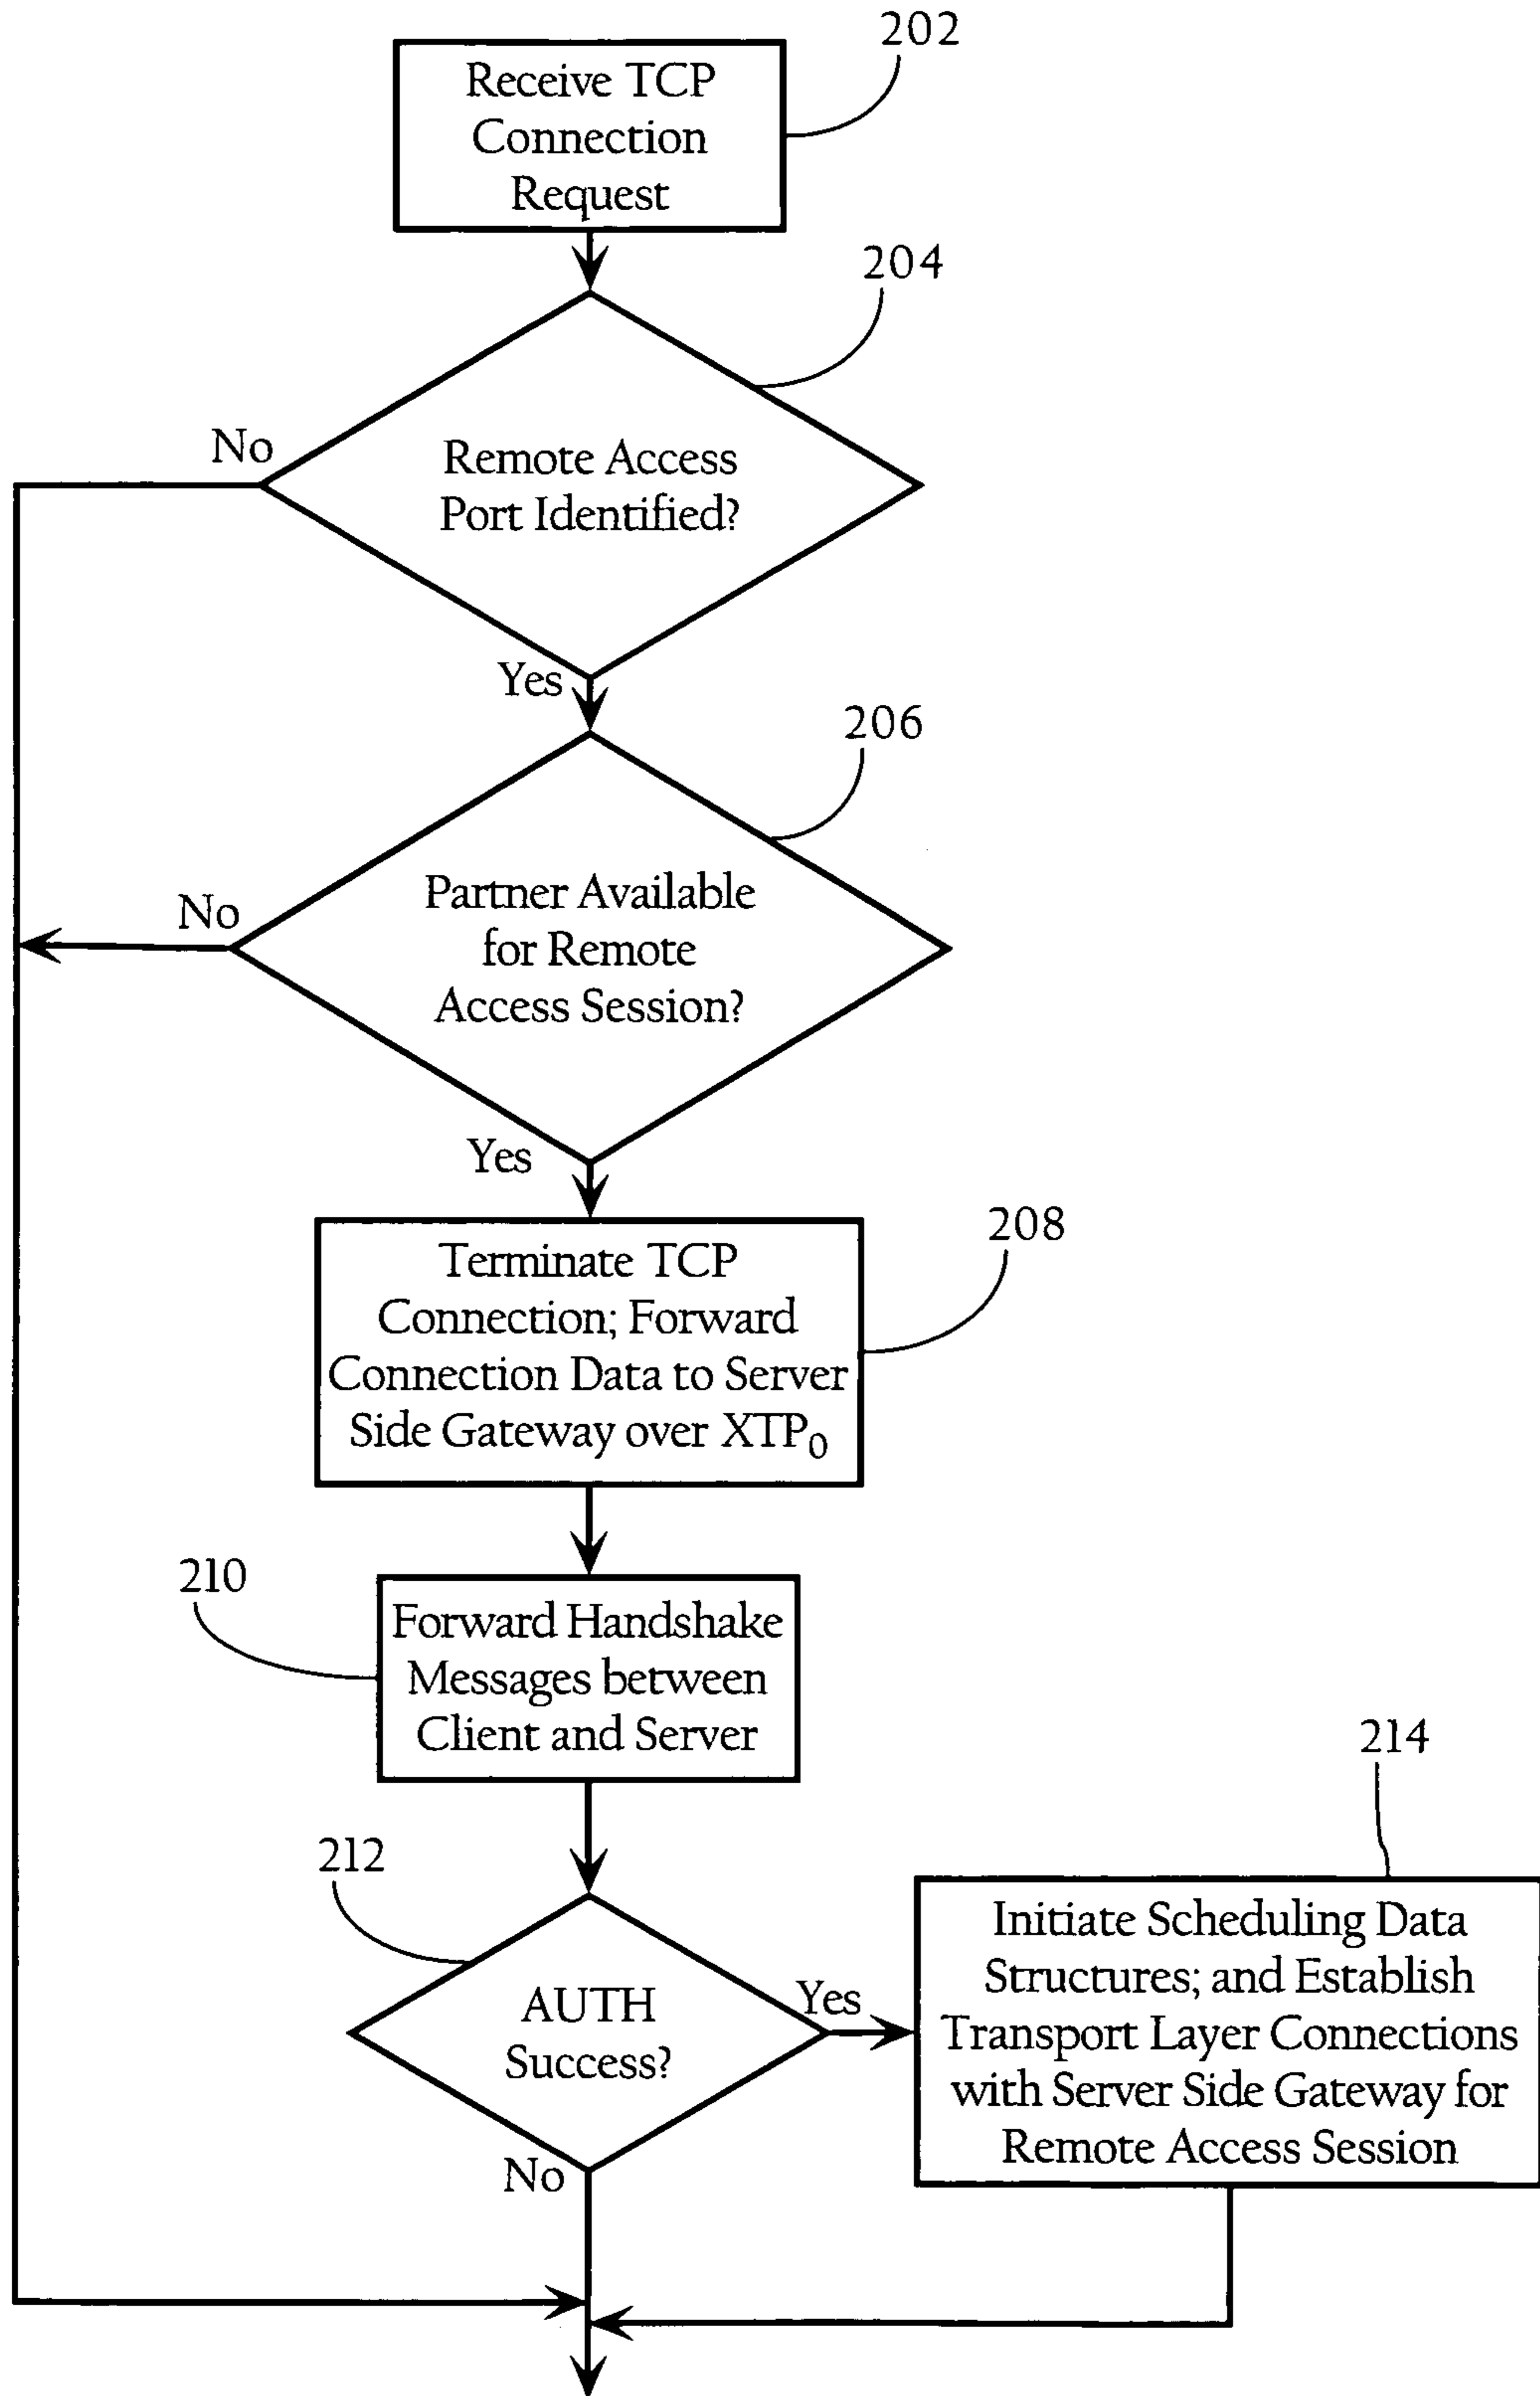 202
Receive TCP
Connection
Request
204
No
Remote Access
Port Identified?
Yes
206
No
Partner Available
for Remote
Access Session?
Yes
208
Terminate TCP
Connection; Forward
Connection Data to Server
Side Gateway over XTP₀
210
Forward Handshake
Messages between
Client and Server
214
212
AUTH
Success?
Yes
Initiate Scheduling Data
Structures; and Establish
Transport Layer Connections
with Server Side Gateway for
Remote Access Session
No